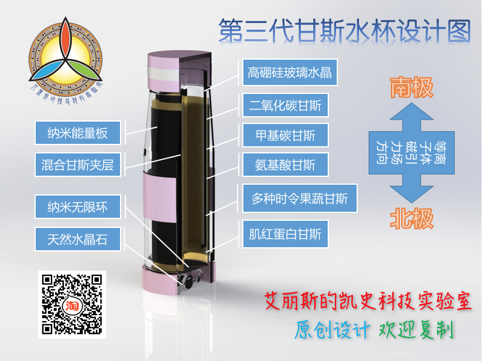 第三代甘斯水杯设计图
高硼硅玻璃水晶
二氧化碳甘斯
甲基碳甘斯
氨基酸甘斯
多种时令果蔬甘斯
肌红蛋白甘斯
纳米能量板
混合甘斯夹层
纳米无限环
天然水晶石
南极
等离子体引力磁场方向
北极
淘
艾丽斯的凯史科技实验室
原创设计 欢迎复制